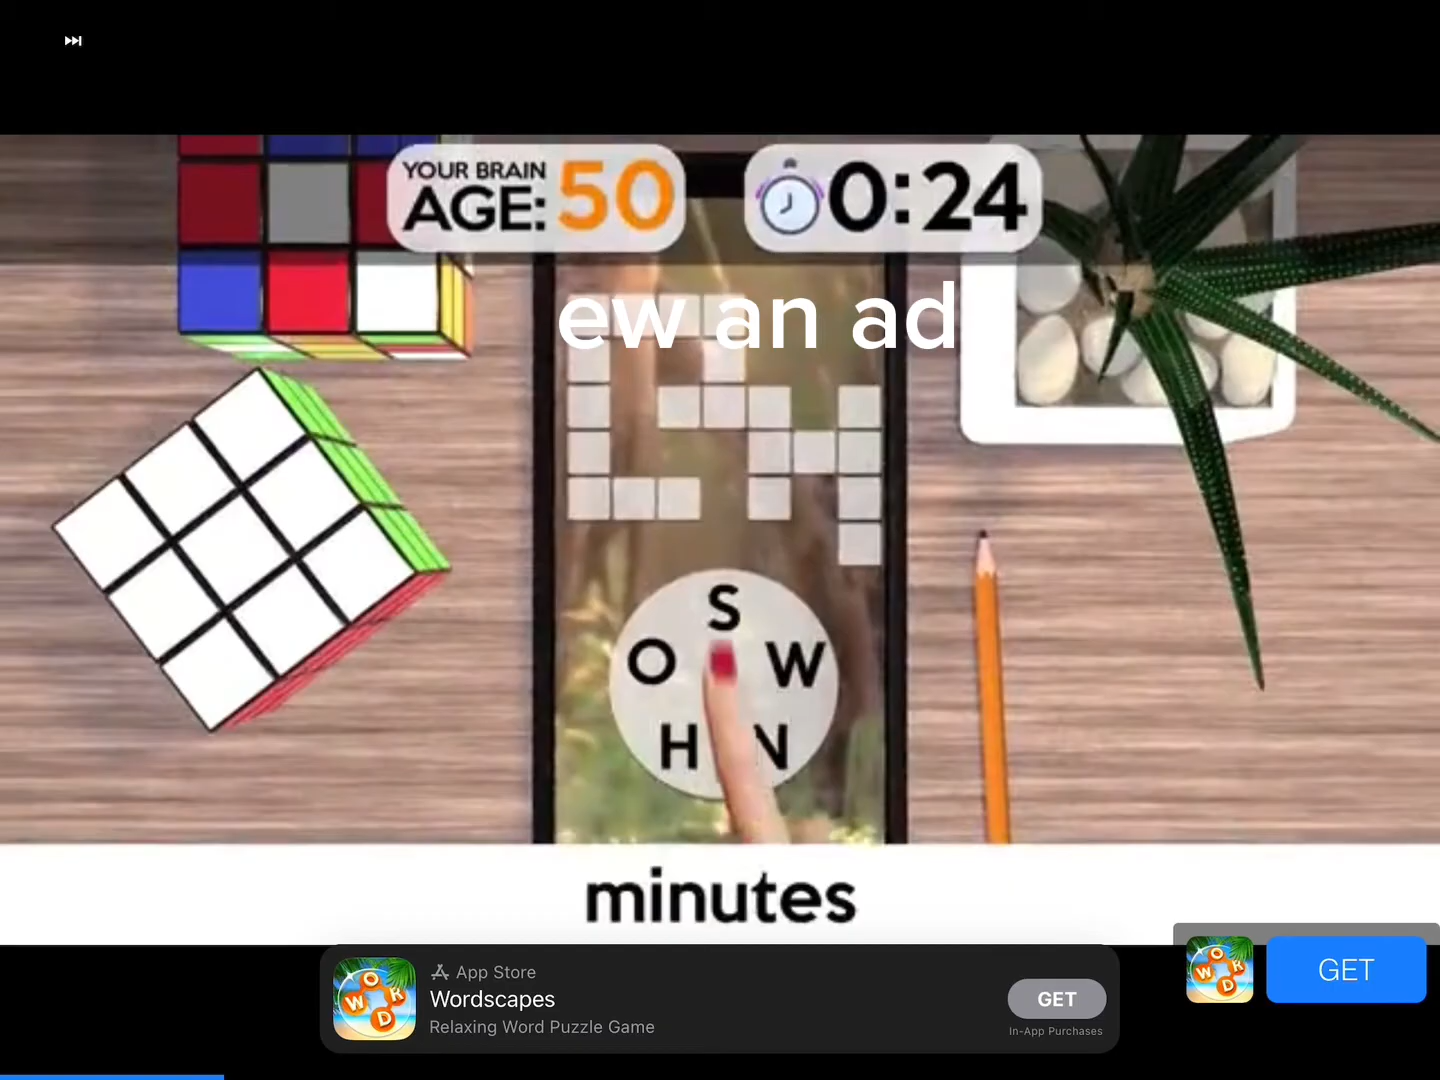 YOUR BRAIN
AGE: 50
0:24
ew an ad
S
O W
H N
minutes
App Store
Wordscapes
Relaxing Word Puzzle Game
GET
In-App Purchases
W O R D
W O R D
GET